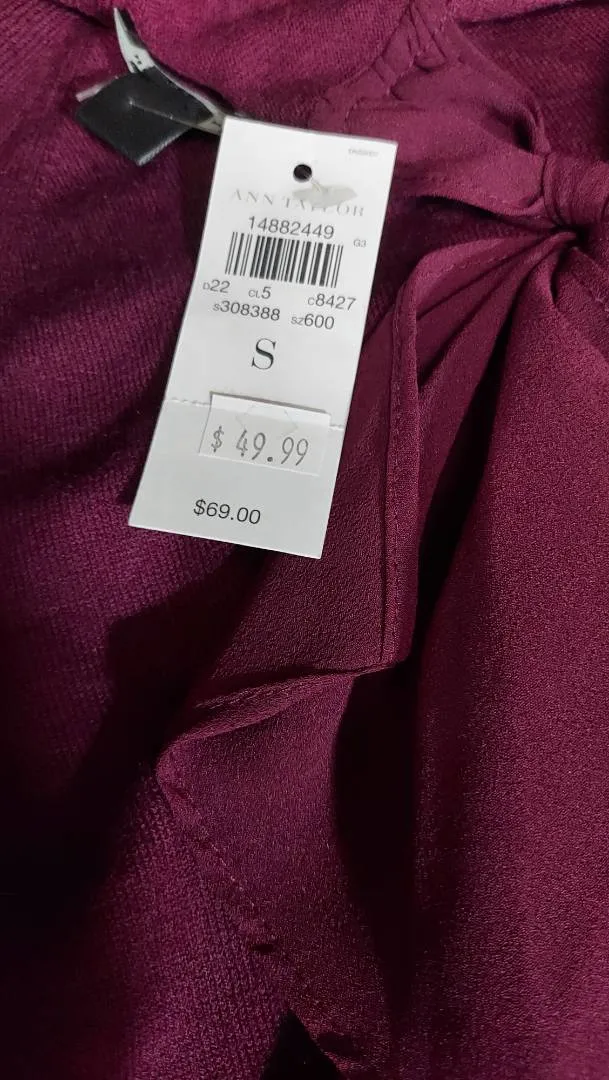 ANN TAYLOR
14882449
G3
D22 CL5 C8427
S308388 SZ600
S
$ 49.99
$69.00